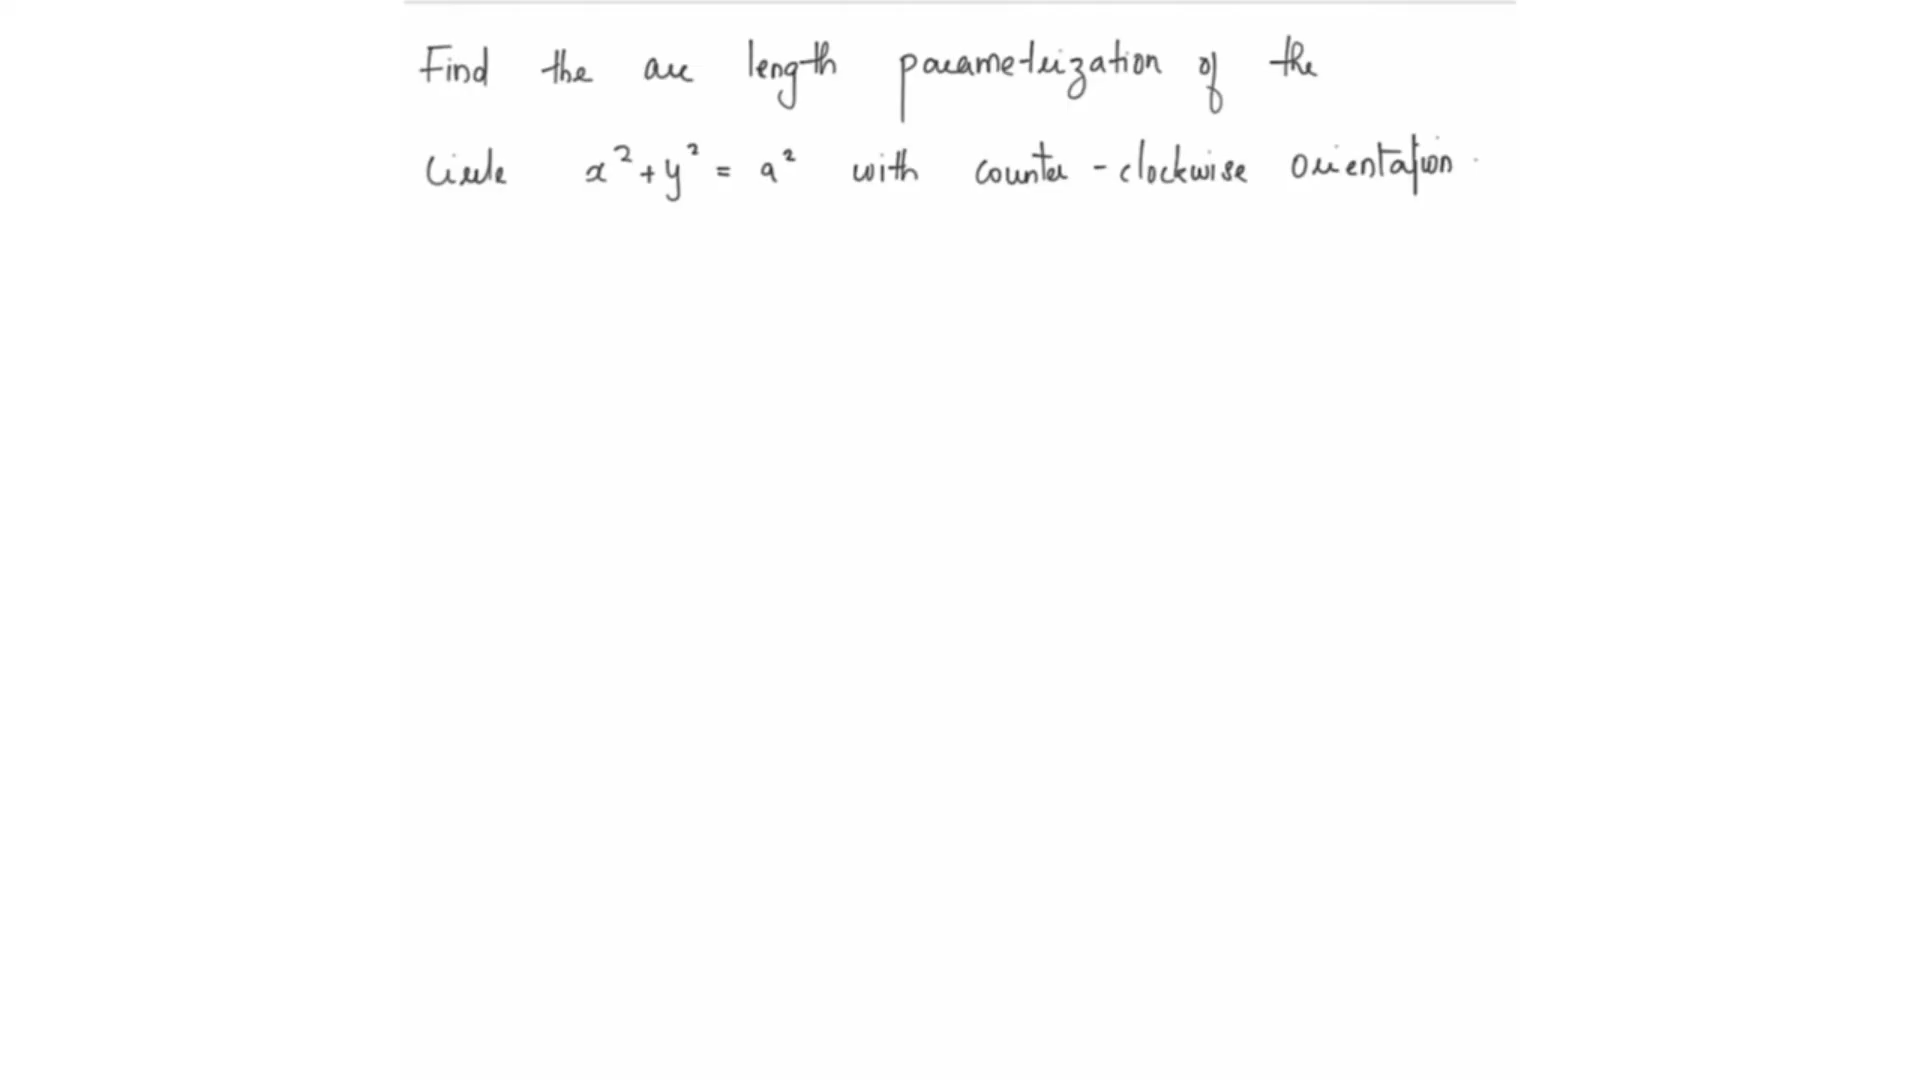 Find the arc length parameterization of the
Circle x² + y² = a² with counter - clockwise orientation.